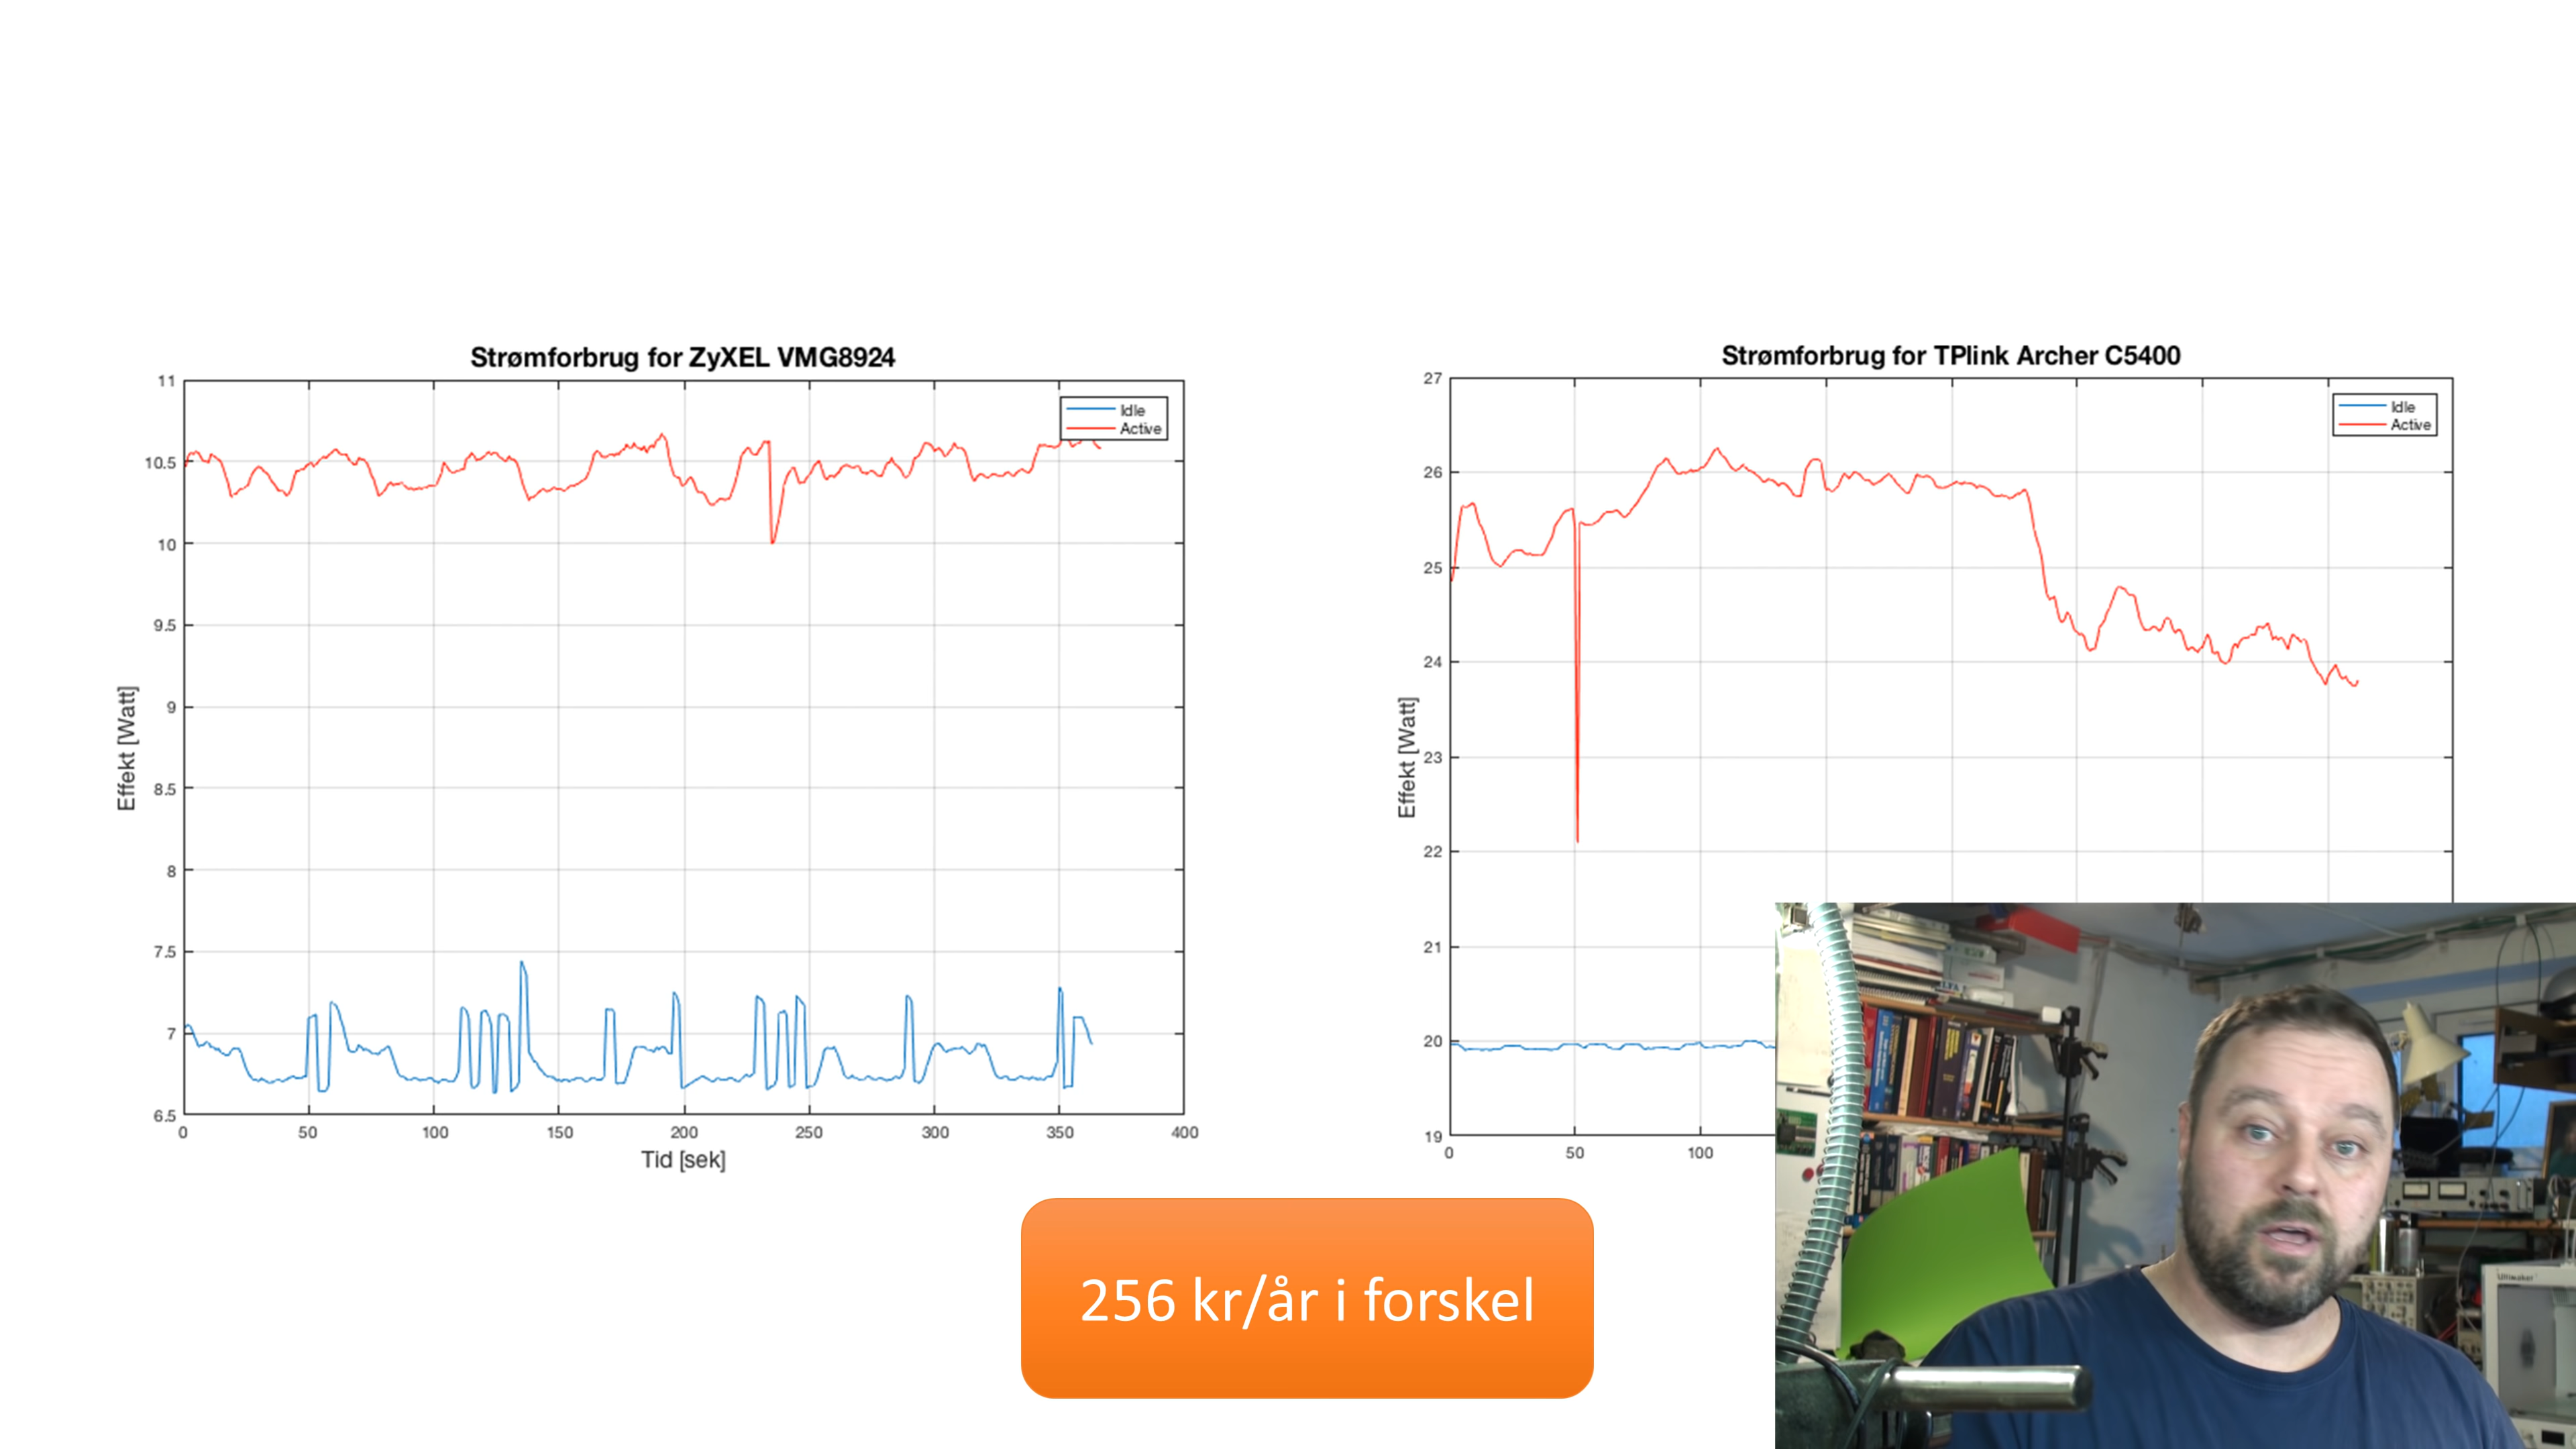 Strømforbrug for ZyXEL VMG8924
11
10.5
10
9.5
9
8.5
8
7.5
7
6.5
Effekt [Watt]
Idle
Active
0 50 100 150 200 250 300 350 400
Tid [sek]
Strømforbrug for TPlink Archer C5400
27
26
25
24
23
22
21
20
19
Effekt [Watt]
Idle
Active
0 50 100
256 kr/år i forskel
Ultimaker